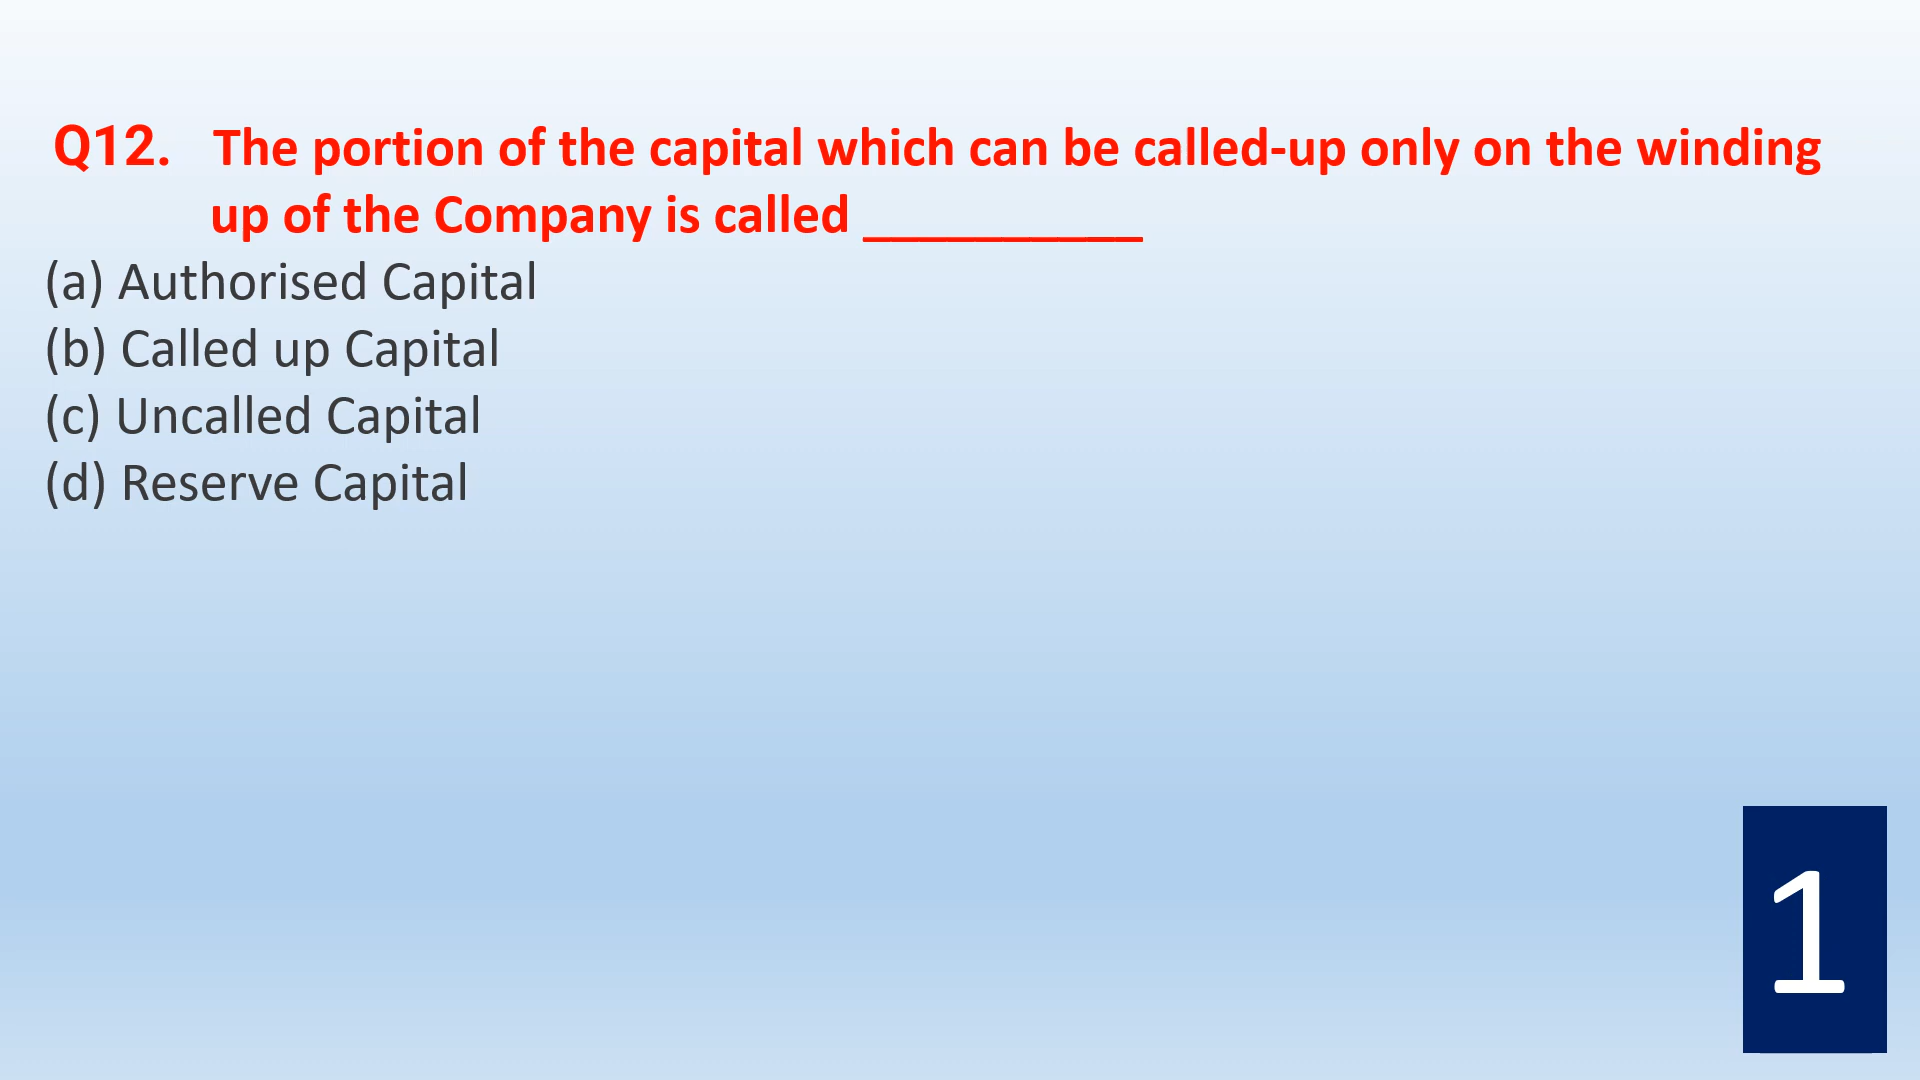 Q12. The portion of the capital which can be called-up only on the winding
up of the Company is called __________
(a) Authorised Capital
(b) Called up Capital
(c) Uncalled Capital
(d) Reserve Capital
1